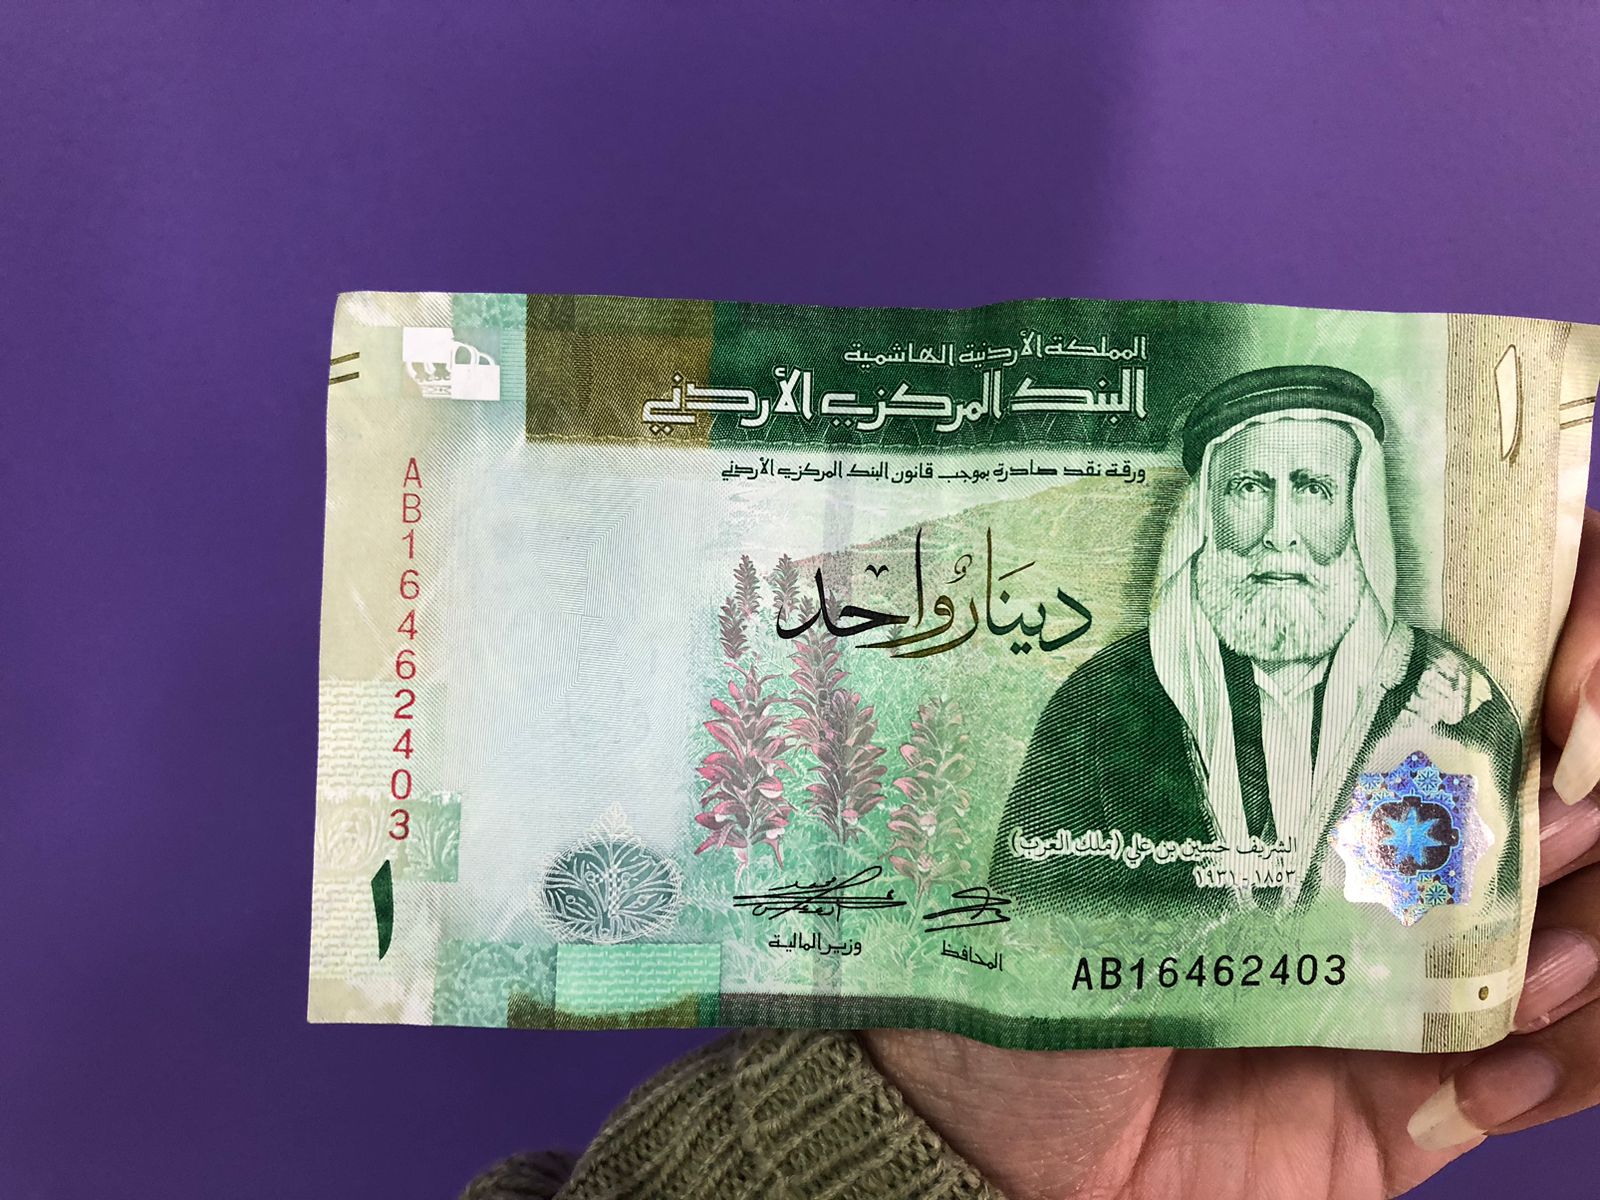 المملكة الأردنية الهاشمية
البنك المركزي الأردني
ورقة نقد صادرة بموجب قانون البنك المركزي الأردني
دينار واحد
١
AB16462403
الشريف حسين بن علي (ملك العرب)
١٨٥٣ - ١٩٣١
المحافظ
وزير المالية
AB16462403
١